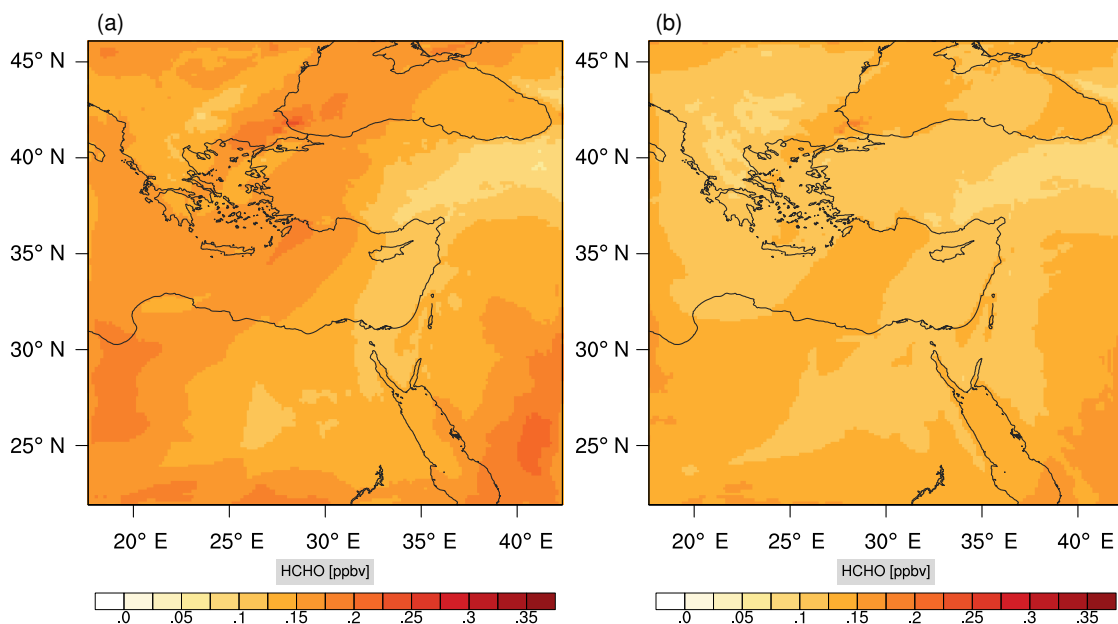 (a) (b)
45° N 45° N
40° N 40° N
35° N 35° N
30° N 30° N
25° N 25° N
20° E 25° E 30° E 35° E 40° E 20° E 25° E 30° E 35° E 40° E
HCHO [ppbv] HCHO [ppbv]
.0 .05 .1 .15 .2 .25 .3 .35 .0 .05 .1 .15 .2 .25 .3 .35